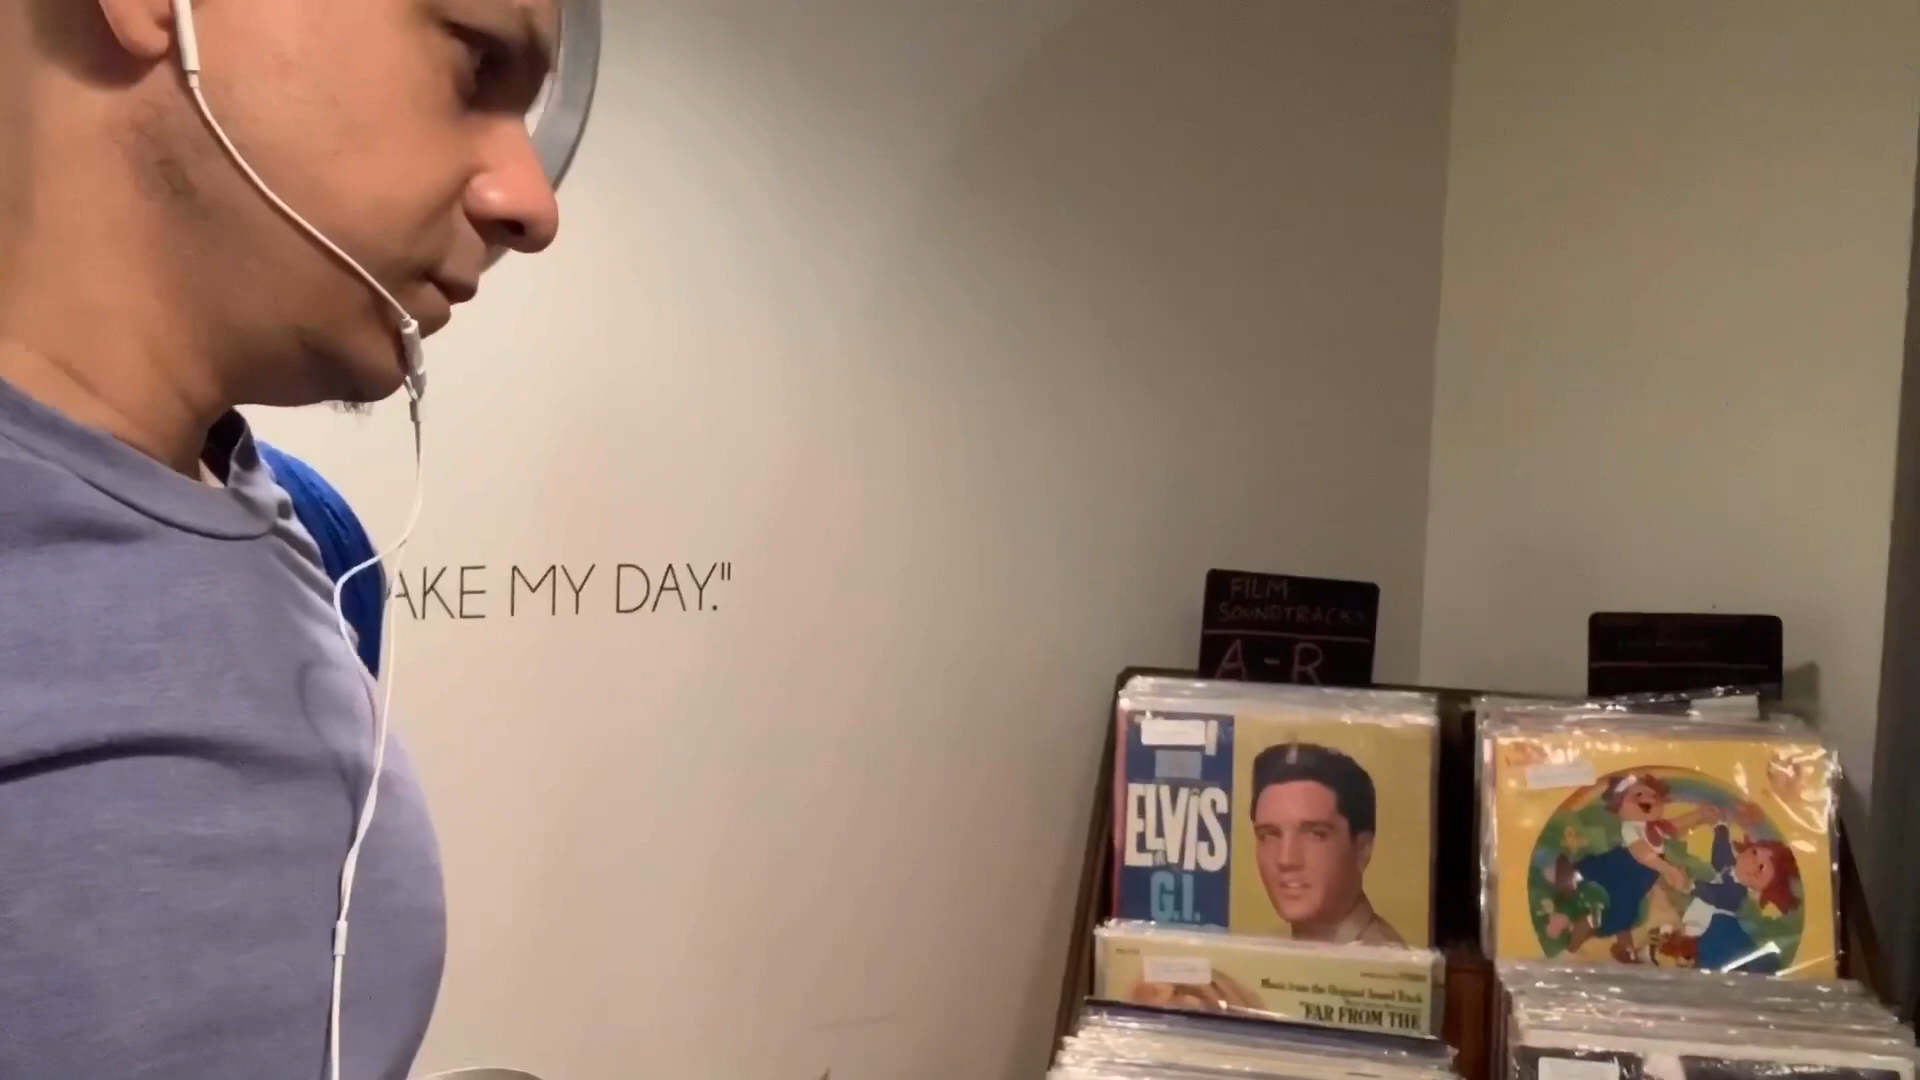 AKE MY DAY."
FILM
SOUNDTRACKS
A-R
ELVIS
G.I.
Music from the Original Sound Track
"FAR FROM THE